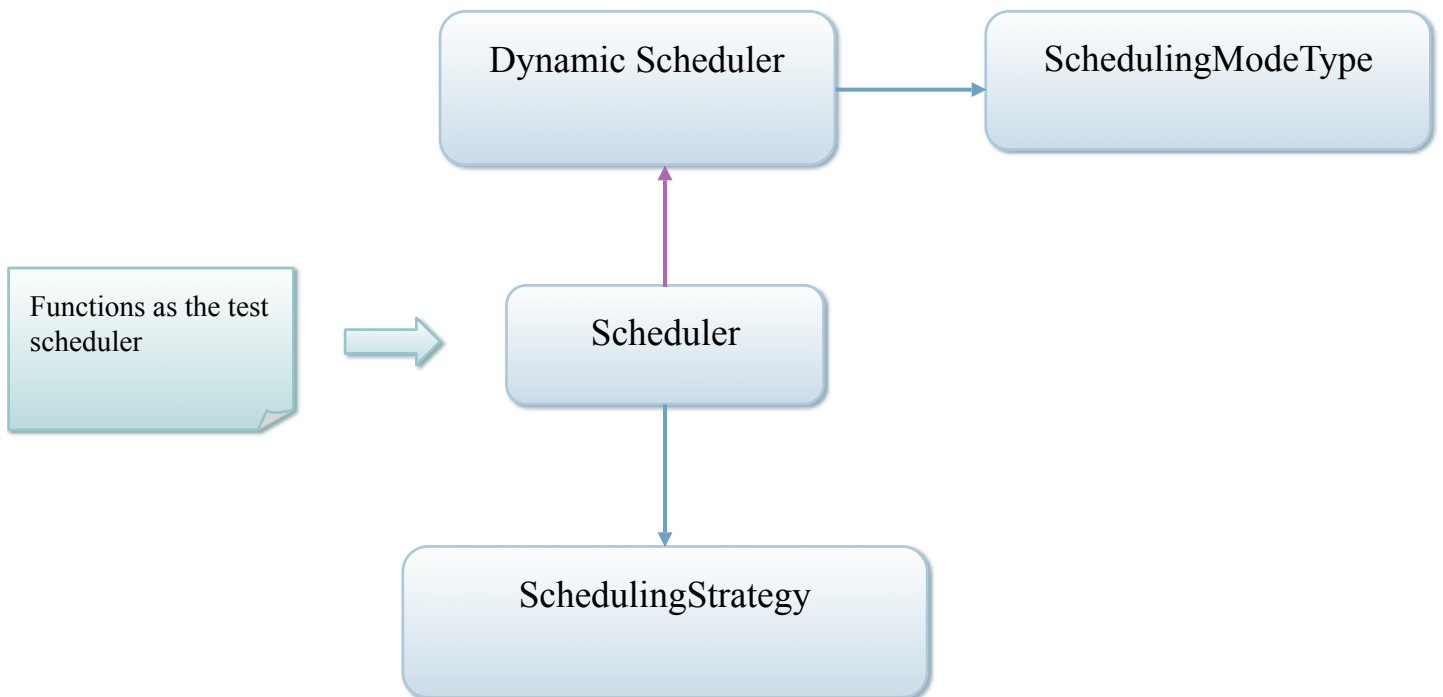 Dynamic Scheduler
SchedulingModeType
Functions as the test
scheduler
Scheduler
SchedulingStrategy